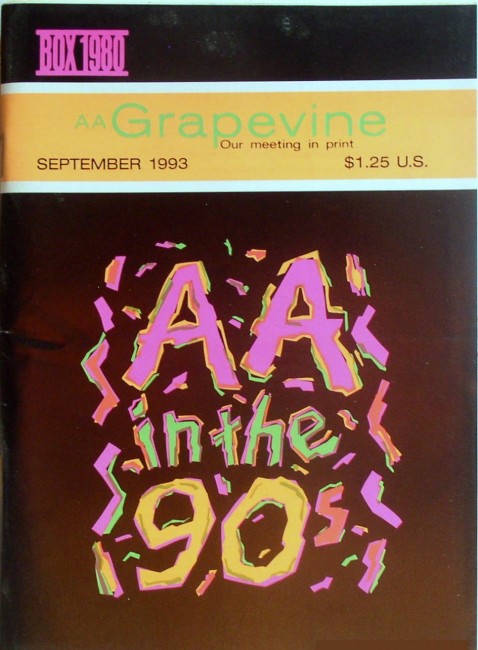 BOX 1980
AA Grapevine
Our meeting in print
SEPTEMBER 1993 $1.25 U.S.
AA
in the
90s